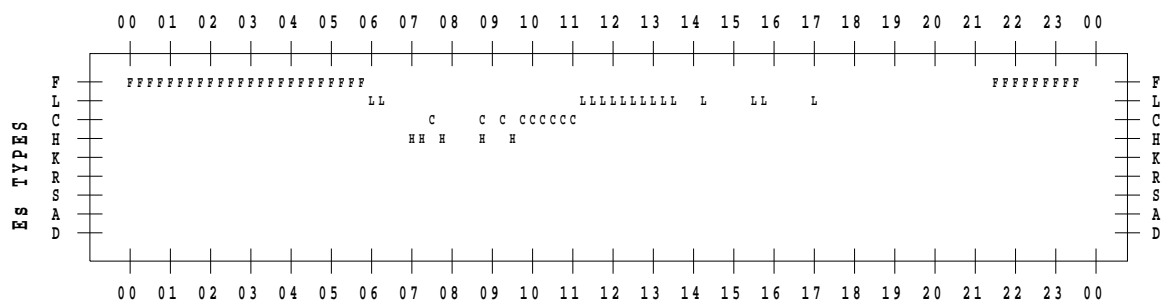 00 01 02 03 04 05 06 07 08 09 10 11 12 13 14 15 16 17 18 19 20 21 22 23 00
F FFFFFFFFFFFFFFFFFFFFFFFF FFFFFFFFF F
L LL LLLLLLLLLL L LL L L
C C C C CCCCCC C
H HH H H H H
K K
R R
S S
A A
D D
Es TYPES
00 01 02 03 04 05 06 07 08 09 10 11 12 13 14 15 16 17 18 19 20 21 22 23 00